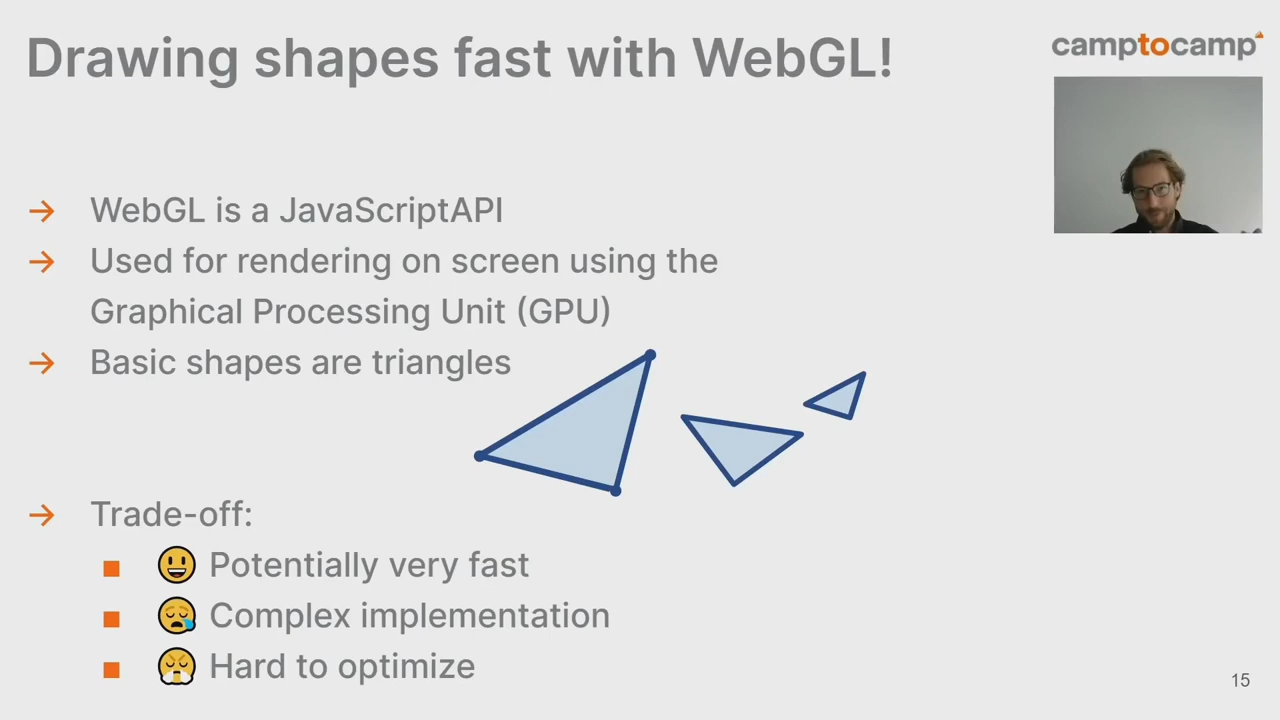 Drawing shapes fast with WebGL!
camptocamp
→ WebGL is a JavaScriptAPI
→ Used for rendering on screen using the
Graphical Processing Unit (GPU)
→ Basic shapes are triangles
→ Trade-off:
■ 😃 Potentially very fast
■ 😪 Complex implementation
■ 😤 Hard to optimize
15